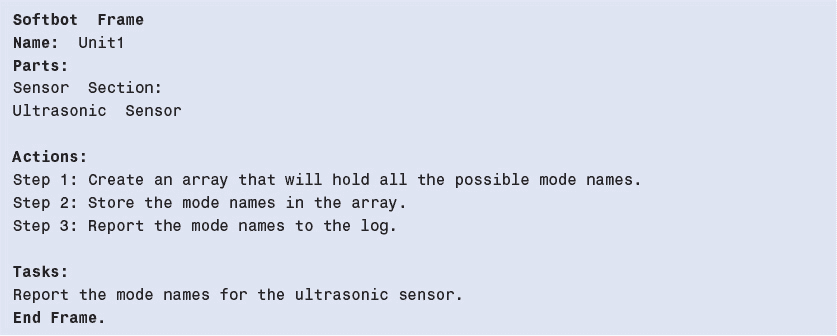 Softbot Frame
Name: Unit1
Parts:
Sensor Section:
Ultrasonic Sensor
Actions:
Step 1: Create an array that will hold all the possible mode names.
Step 2: Store the mode names in the array.
Step 3: Report the mode names to the log.
Tasks:
Report the mode names for the ultrasonic sensor.
End Frame.